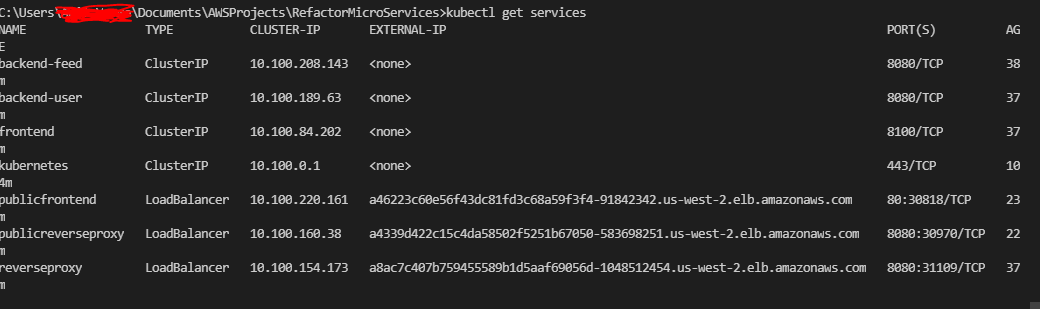 C:\Users\ \Documents\AWSProjects\RefactorMicroServices>kubectl get services
NAME TYPE CLUSTER-IP EXTERNAL-IP PORT(S) AG
E
backend-feed ClusterIP 10.100.208.143 <none> 8080/TCP 38
m
backend-user ClusterIP 10.100.189.63 <none> 8080/TCP 37
m
frontend ClusterIP 10.100.84.202 <none> 8100/TCP 37
m
kubernetes ClusterIP 10.100.0.1 <none> 443/TCP 10
4m
publicfrontend LoadBalancer 10.100.220.161 a46223c60e56f43dc81fd3c68a59f3f4-91842342.us-west-2.elb.amazonaws.com 80:30818/TCP 23
m
publicreverseproxy LoadBalancer 10.100.160.38 a4339d422c15c4da58502f5251b67050-583698251.us-west-2.elb.amazonaws.com 8080:30970/TCP 22
m
reverseproxy LoadBalancer 10.100.154.173 a8ac7c407b759455589b1d5aaf69056d-1048512454.us-west-2.elb.amazonaws.com 8080:31109/TCP 37
m